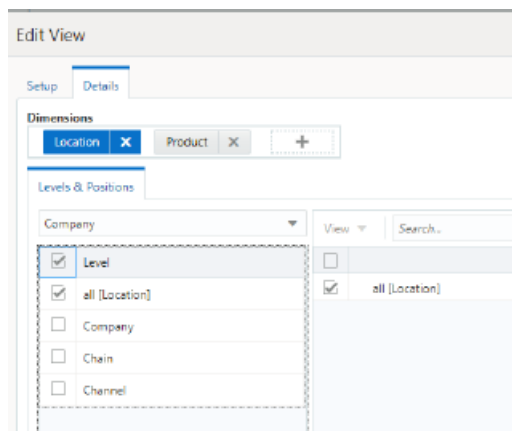 Edit View
Setup Details
Dimensions
Location Product
Levels & Positions
Company View Search...
Level
all [Location] all [Location]
Company
Chain
Channel